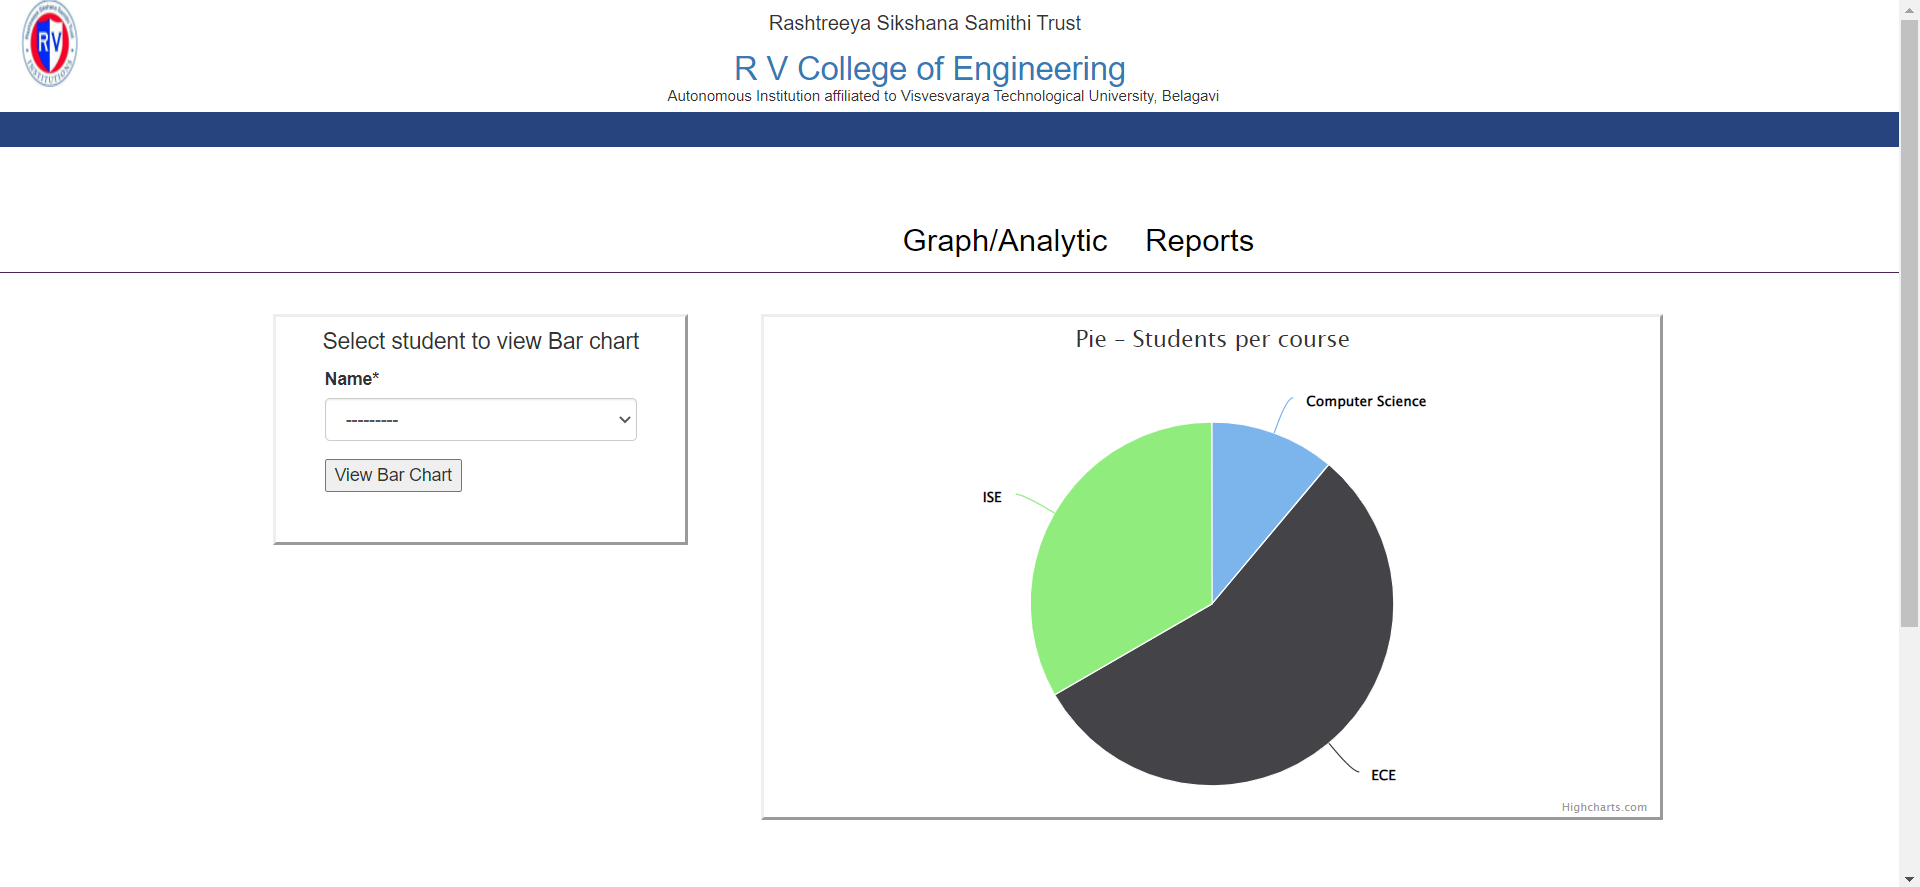 Rashtreeya Sikshana Samithi Trust
R V College of Engineering
Autonomous Institution affiliated to Visvesvaraya Technological University, Belagavi
RV
INSTITUTIONS
Graph/Analytic Reports
Select student to view Bar chart
Name*
---------
View Bar Chart
Pie - Students per course
Computer Science
ISE
ECE
Highcharts.com